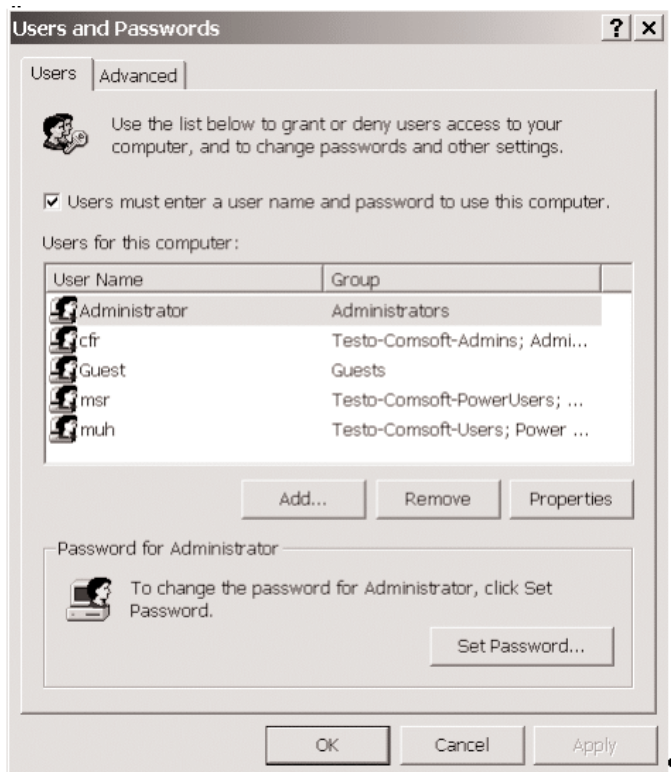 Users and Passwords
Users Advanced
Use the list below to grant or deny users access to your
computer, and to change passwords and other settings.
Users must enter a user name and password to use this computer.
Users for this computer:
User Name Group
Administrator Administrators
cfr Testo-Comsoft-Admins; Admi...
Guest Guests
msr Testo-Comsoft-PowerUsers; ...
muh Testo-Comsoft-Users; Power ...
Add... Remove Properties
Password for Administrator
To change the password for Administrator, click Set
Password.
Set Password...
OK Cancel Apply